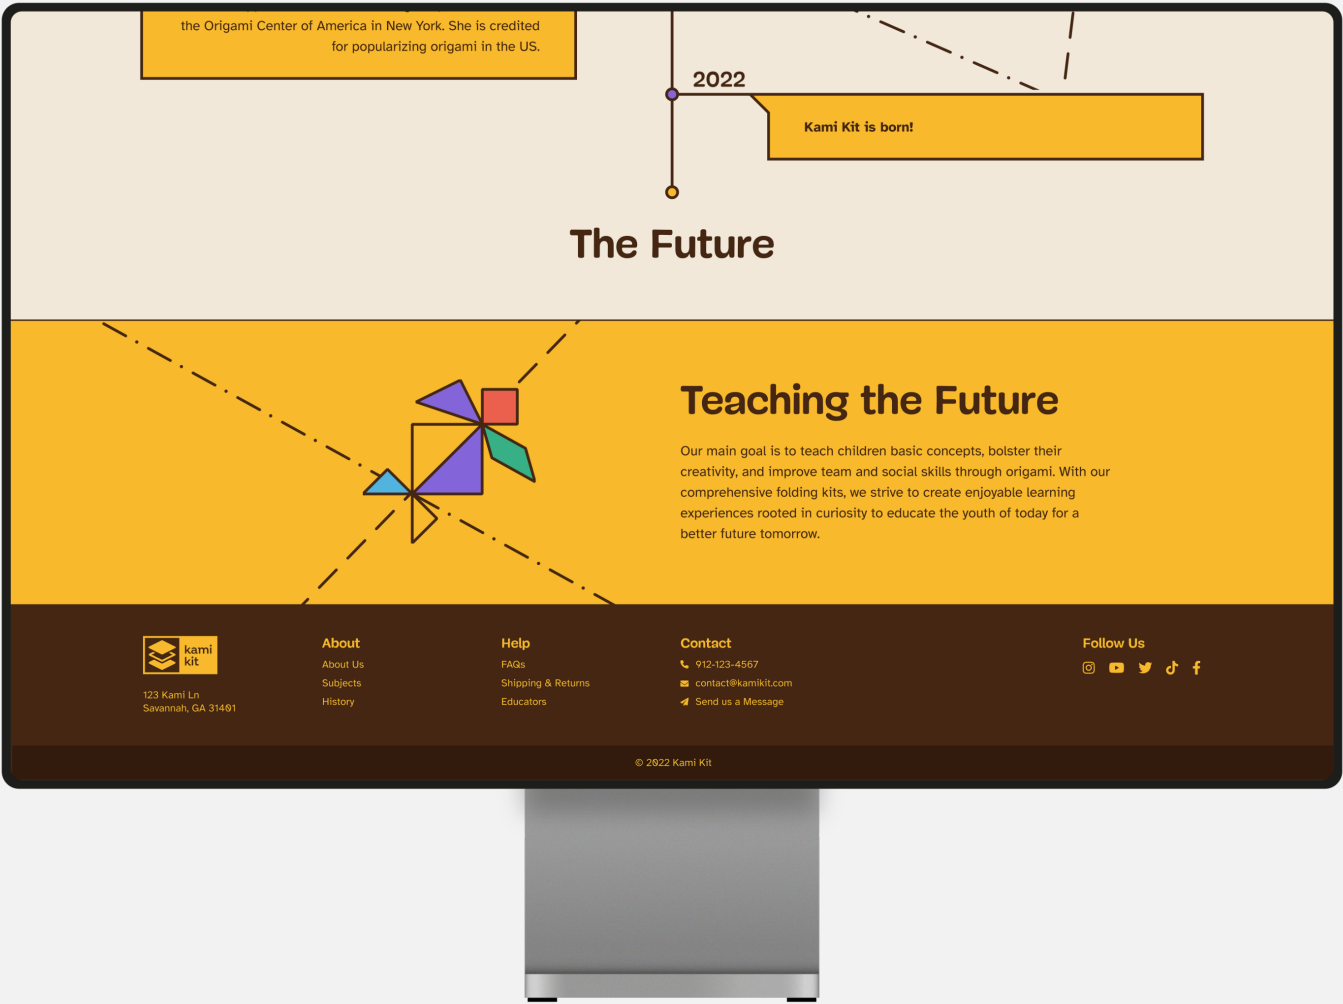 the Origami Center of America in New York. She is credited
for popularizing origami in the US.
2022
Kami Kit is born!
The Future
Teaching the Future
Our main goal is to teach children basic concepts, bolster their
creativity, and improve team and social skills through origami. With our
comprehensive folding kits, we strive to create enjoyable learning
experiences rooted in curiosity to educate the youth of today for a
better future tomorrow.
kami
kit
123 Kami Ln
Savannah, GA 31401
About
About Us
Subjects
History
Help
FAQs
Shipping & Returns
Educators
Contact
912-123-4567
contact@kamikit.com
Send us a Message
Follow Us
© 2022 Kami Kit